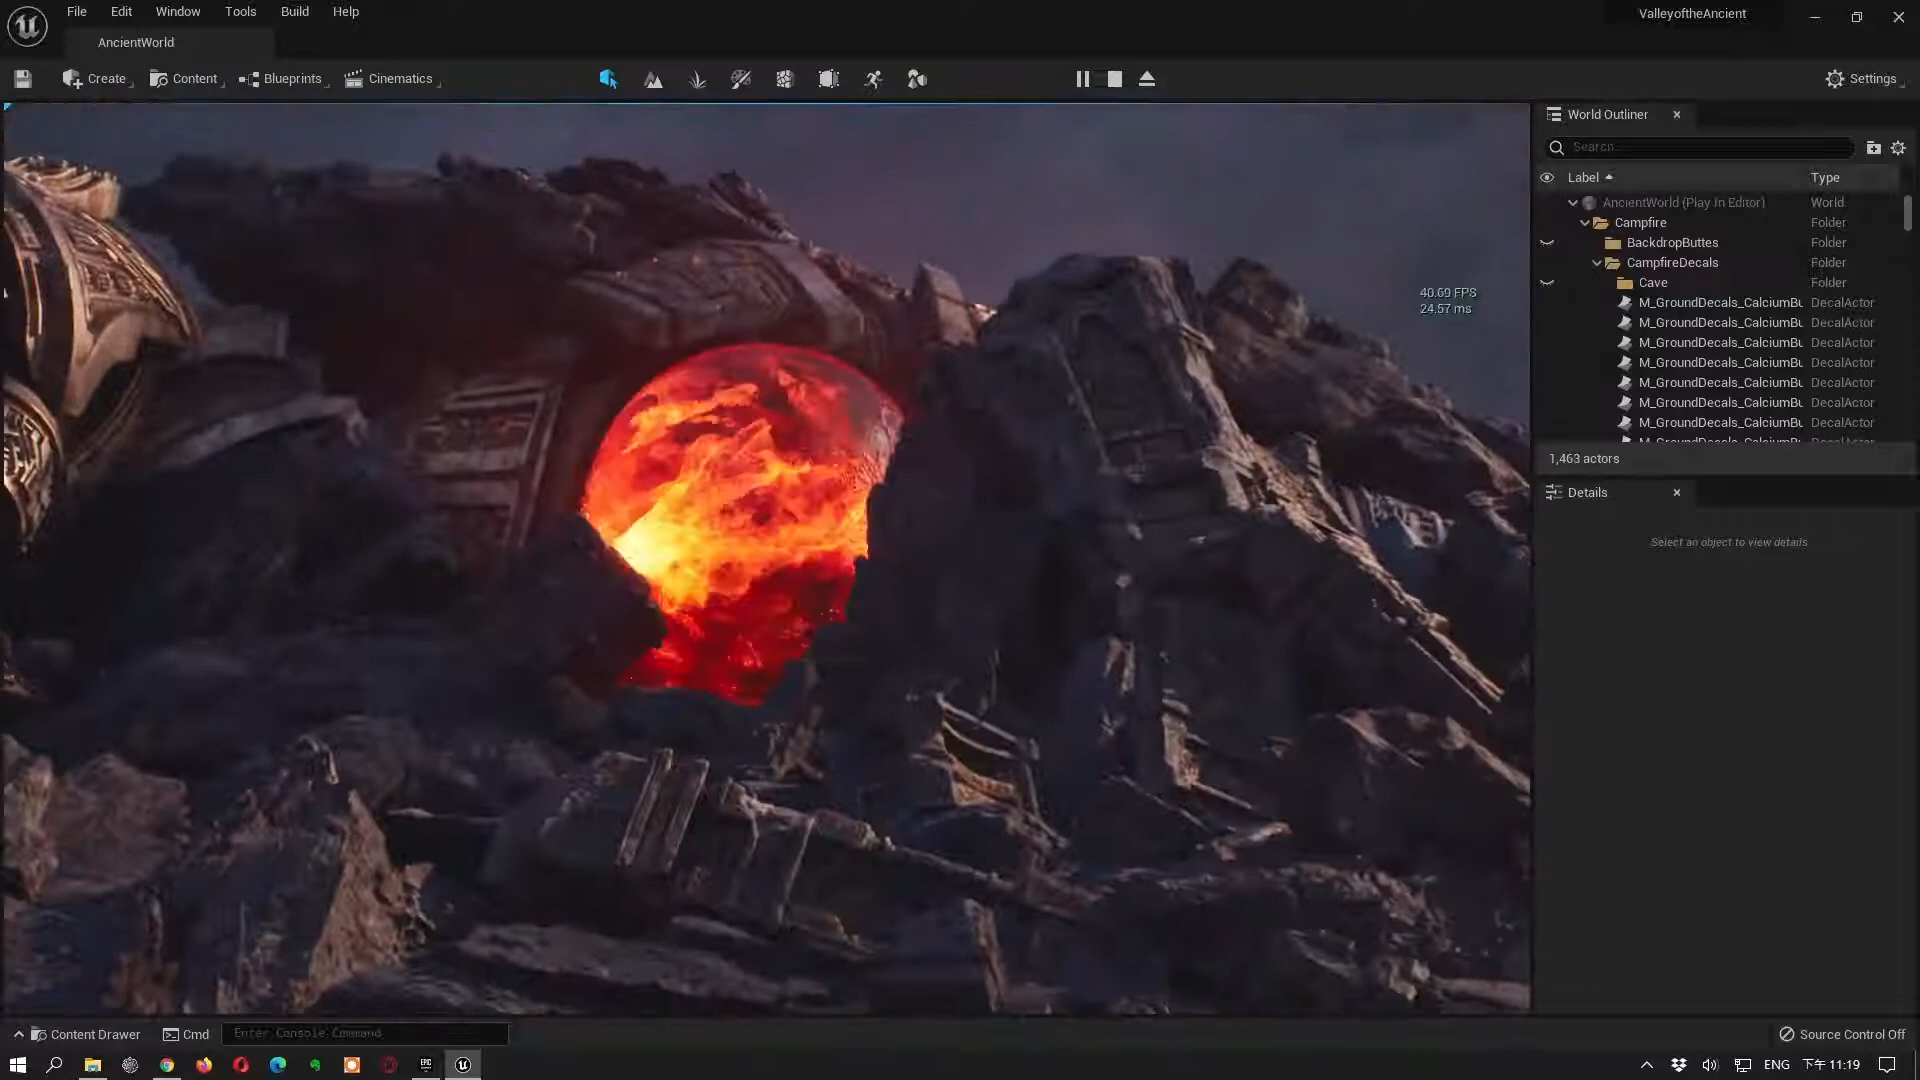 File Edit Window Tools Build Help
ValleyoftheAncient
AncientWorld
Create Content Blueprints Cinematics
Settings
World Outliner
Search...
Label Type
AncientWorld (Play In Editor) World
Campfire Folder
BackdropButtes Folder
CampfireDecals Folder
Cave Folder
M_GroundDecals_CalciumBu DecalActor
M_GroundDecals_CalciumBu DecalActor
M_GroundDecals_CalciumBu DecalActor
M_GroundDecals_CalciumBu DecalActor
M_GroundDecals_CalciumBu DecalActor
M_GroundDecals_CalciumBu DecalActor
M_GroundDecals_CalciumBu DecalActor
M_GroundDecals_CalciumBu DecalActor
1,463 actors
40.69 FPS
24.57 ms
Details
Select an object to view details
Content Drawer Cmd Enter Console Command
Source Control Off
EPIC
ENG 下午 11:19